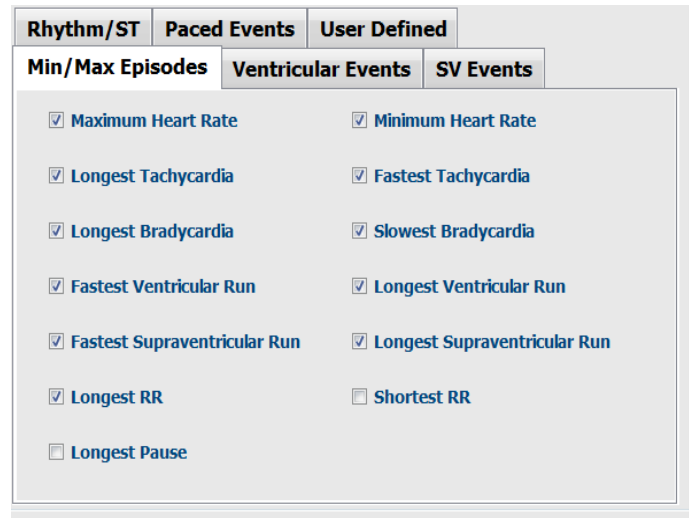 Rhythm/ST Paced Events User Defined
Min/Max Episodes Ventricular Events SV Events
Maximum Heart Rate Minimum Heart Rate
Longest Tachycardia Fastest Tachycardia
Longest Bradycardia Slowest Bradycardia
Fastest Ventricular Run Longest Ventricular Run
Fastest Supraventricular Run Longest Supraventricular Run
Longest RR Shortest RR
Longest Pause